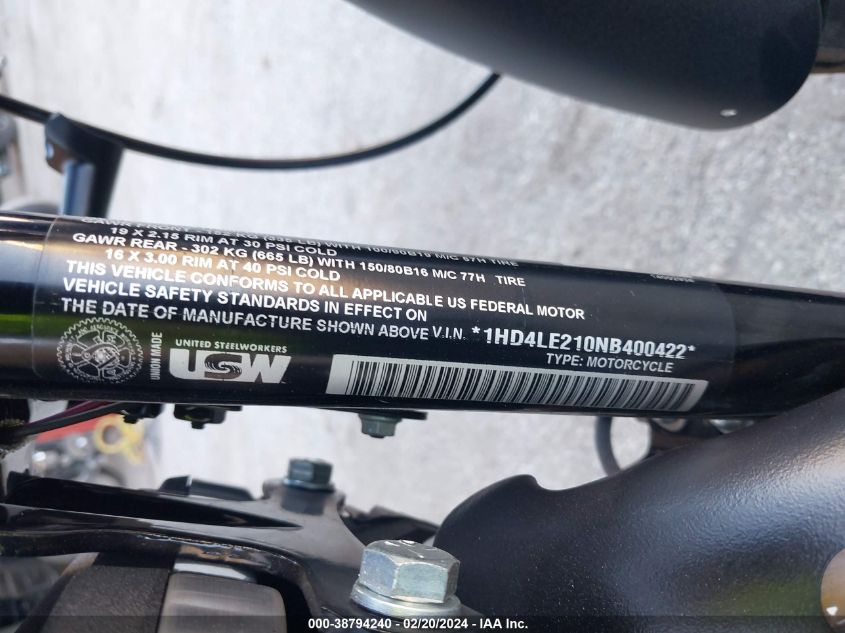 19 X 2.15 RIM AT 30 PSI COLD
GAWR REAR - 302 KG (665 LB) WITH 150/80B16 M/C 77H TIRE
16 X 3.00 RIM AT 40 PSI COLD
THIS VEHICLE CONFORMS TO ALL APPLICABLE US FEDERAL MOTOR
VEHICLE SAFETY STANDARDS IN EFFECT ON
THE DATE OF MANUFACTURE SHOWN ABOVE V.I.N. *1HD4LE210NB400422*
TYPE: MOTORCYCLE
UNION MADE
UNITED STEELWORKERS
USW
000-38794240 - 02/20/2024 - IAA Inc.